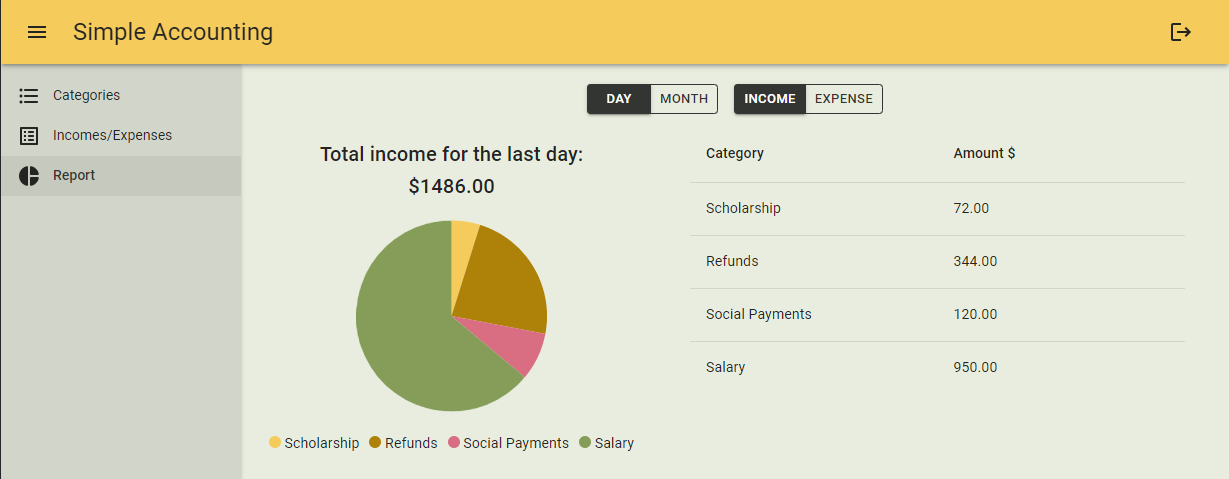 Simple Accounting
Categories
Incomes/Expenses
Report
DAY MONTH INCOME EXPENSE
Total income for the last day:
$1486.00
Scholarship Refunds Social Payments Salary
Category Amount $
Scholarship 72.00
Refunds 344.00
Social Payments 120.00
Salary 950.00